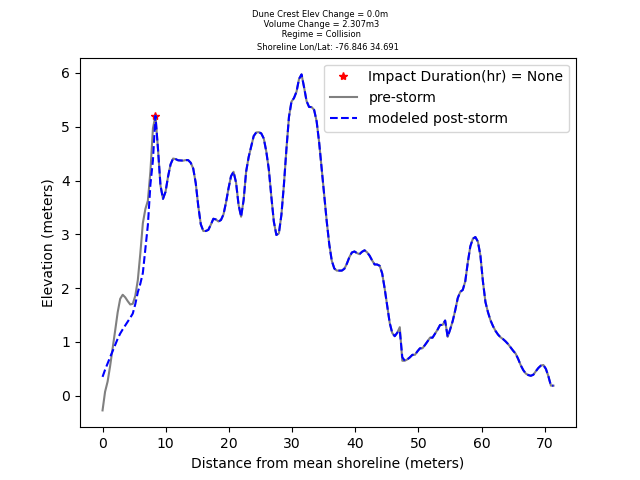 Dune Crest Elev Change = 0.0m
Volume Change = 2.307m3
Regime = Collision
Shoreline Lon/Lat: -76.846 34.691
Impact Duration(hr) = None
pre-storm
modeled post-storm
Elevation (meters)
6
5
4
3
2
1
0
0 10 20 30 40 50 60 70
Distance from mean shoreline (meters)